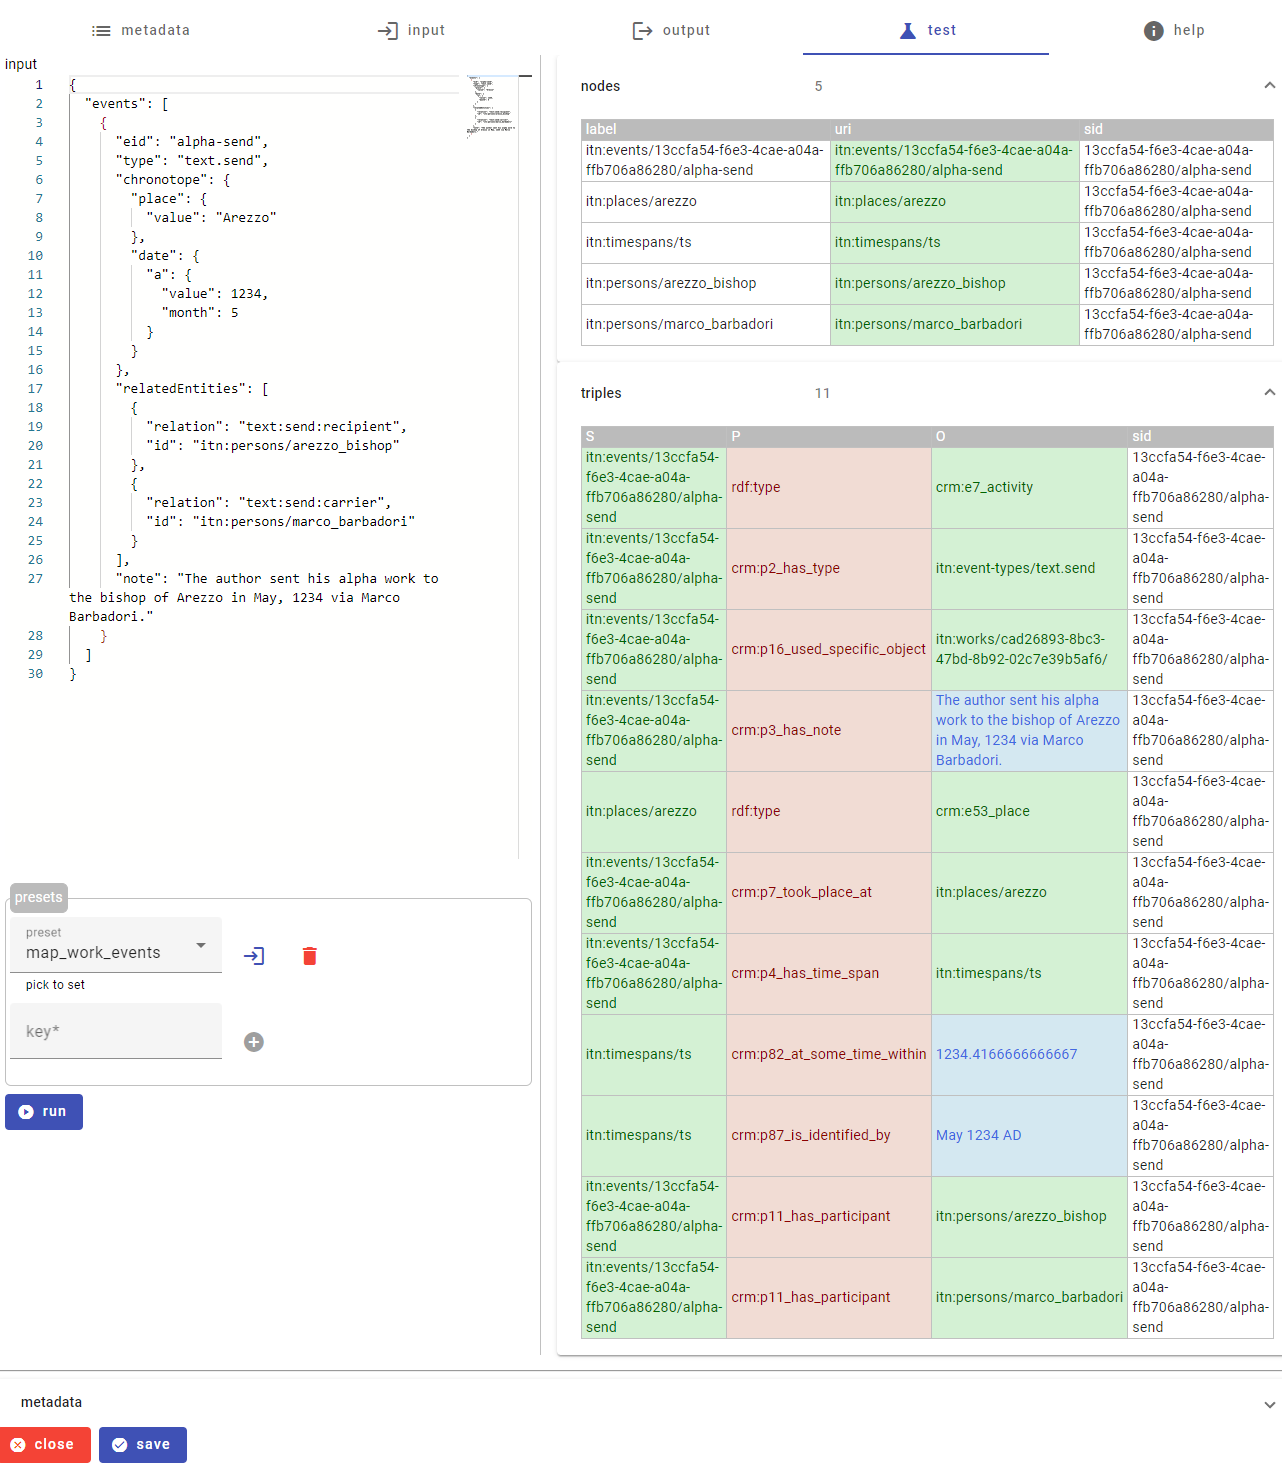 metadata
input
output
test
help
input
1 {
2 "events": [
3 {
4 "eid": "alpha-send",
5 "type": "text.send",
6 "chronotope": {
7 "place": {
8 "value": "Arezzo"
9 },
10 "date": {
11 "a": {
12 "value": 1234,
13 "month": 5
14 }
15 }
16 },
17 "relatedEntities": [
18 {
19 "relation": "text:send:recipient",
20 "id": "itn:persons/arezzo_bishop"
21 },
22 {
23 "relation": "text:send:carrier",
24 "id": "itn:persons/marco_barbadori"
25 }
26 ],
27 "note": "The author sent his alpha work to
the bishop of Arezzo in May, 1234 via Marco
Barbadori."
28 }
29 ]
30 }
presets
preset
map_work_events
pick to set
key*
run
nodes 5
label uri sid
itn:events/13ccfa54-f6e3-4cae-a04a- itn:events/13ccfa54-f6e3-4cae-a04a- 13ccfa54-f6e3-4cae-a04a-
ffb706a86280/alpha-send ffb706a86280/alpha-send ffb706a86280/alpha-send
itn:places/arezzo itn:places/arezzo 13ccfa54-f6e3-4cae-a04a-
ffb706a86280/alpha-send
itn:timespans/ts itn:timespans/ts 13ccfa54-f6e3-4cae-a04a-
ffb706a86280/alpha-send
itn:persons/arezzo_bishop itn:persons/arezzo_bishop 13ccfa54-f6e3-4cae-a04a-
ffb706a86280/alpha-send
itn:persons/marco_barbadori itn:persons/marco_barbadori 13ccfa54-f6e3-4cae-a04a-
ffb706a86280/alpha-send
triples 11
S P O sid
itn:events/13ccfa54-
f6e3-4cae-a04a-
ffb706a86280/alpha-
send
rdf:type
crm:e7_activity
13ccfa54-f6e3-4cae-
a04a-
ffb706a86280/alpha-
send
itn:events/13ccfa54-
f6e3-4cae-a04a-
ffb706a86280/alpha-
send
crm:p2_has_type
itn:event-types/text.send
13ccfa54-f6e3-4cae-
a04a-
ffb706a86280/alpha-
send
itn:events/13ccfa54-
f6e3-4cae-a04a-
ffb706a86280/alpha-
send
crm:p16_used_specific_object
itn:works/cad26893-8bc3-
47bd-8b92-02c7e39b5af6/
13ccfa54-f6e3-4cae-
a04a-
ffb706a86280/alpha-
send
itn:events/13ccfa54-
f6e3-4cae-a04a-
ffb706a86280/alpha-
send
crm:p3_has_note
The author sent his alpha
work to the bishop of Arezzo
in May, 1234 via Marco
Barbadori.
13ccfa54-f6e3-4cae-
a04a-
ffb706a86280/alpha-
send
itn:places/arezzo
rdf:type
crm:e53_place
13ccfa54-f6e3-4cae-
a04a-
ffb706a86280/alpha-
send
itn:events/13ccfa54-
f6e3-4cae-a04a-
ffb706a86280/alpha-
send
crm:p7_took_place_at
itn:places/arezzo
13ccfa54-f6e3-4cae-
a04a-
ffb706a86280/alpha-
send
itn:events/13ccfa54-
f6e3-4cae-a04a-
ffb706a86280/alpha-
send
crm:p4_has_time_span
itn:timespans/ts
13ccfa54-f6e3-4cae-
a04a-
ffb706a86280/alpha-
send
itn:timespans/ts
crm:p82_at_some_time_within
1234.4166666666667
13ccfa54-f6e3-4cae-
a04a-
ffb706a86280/alpha-
send
itn:timespans/ts
crm:p87_is_identified_by
May 1234 AD
13ccfa54-f6e3-4cae-
a04a-
ffb706a86280/alpha-
send
itn:events/13ccfa54-
f6e3-4cae-a04a-
ffb706a86280/alpha-
send
crm:p11_has_participant
itn:persons/arezzo_bishop
13ccfa54-f6e3-4cae-
a04a-
ffb706a86280/alpha-
send
itn:events/13ccfa54-
f6e3-4cae-a04a-
ffb706a86280/alpha-
send
crm:p11_has_participant
itn:persons/marco_barbadori
13ccfa54-f6e3-4cae-
a04a-
ffb706a86280/alpha-
send
metadata
close
save